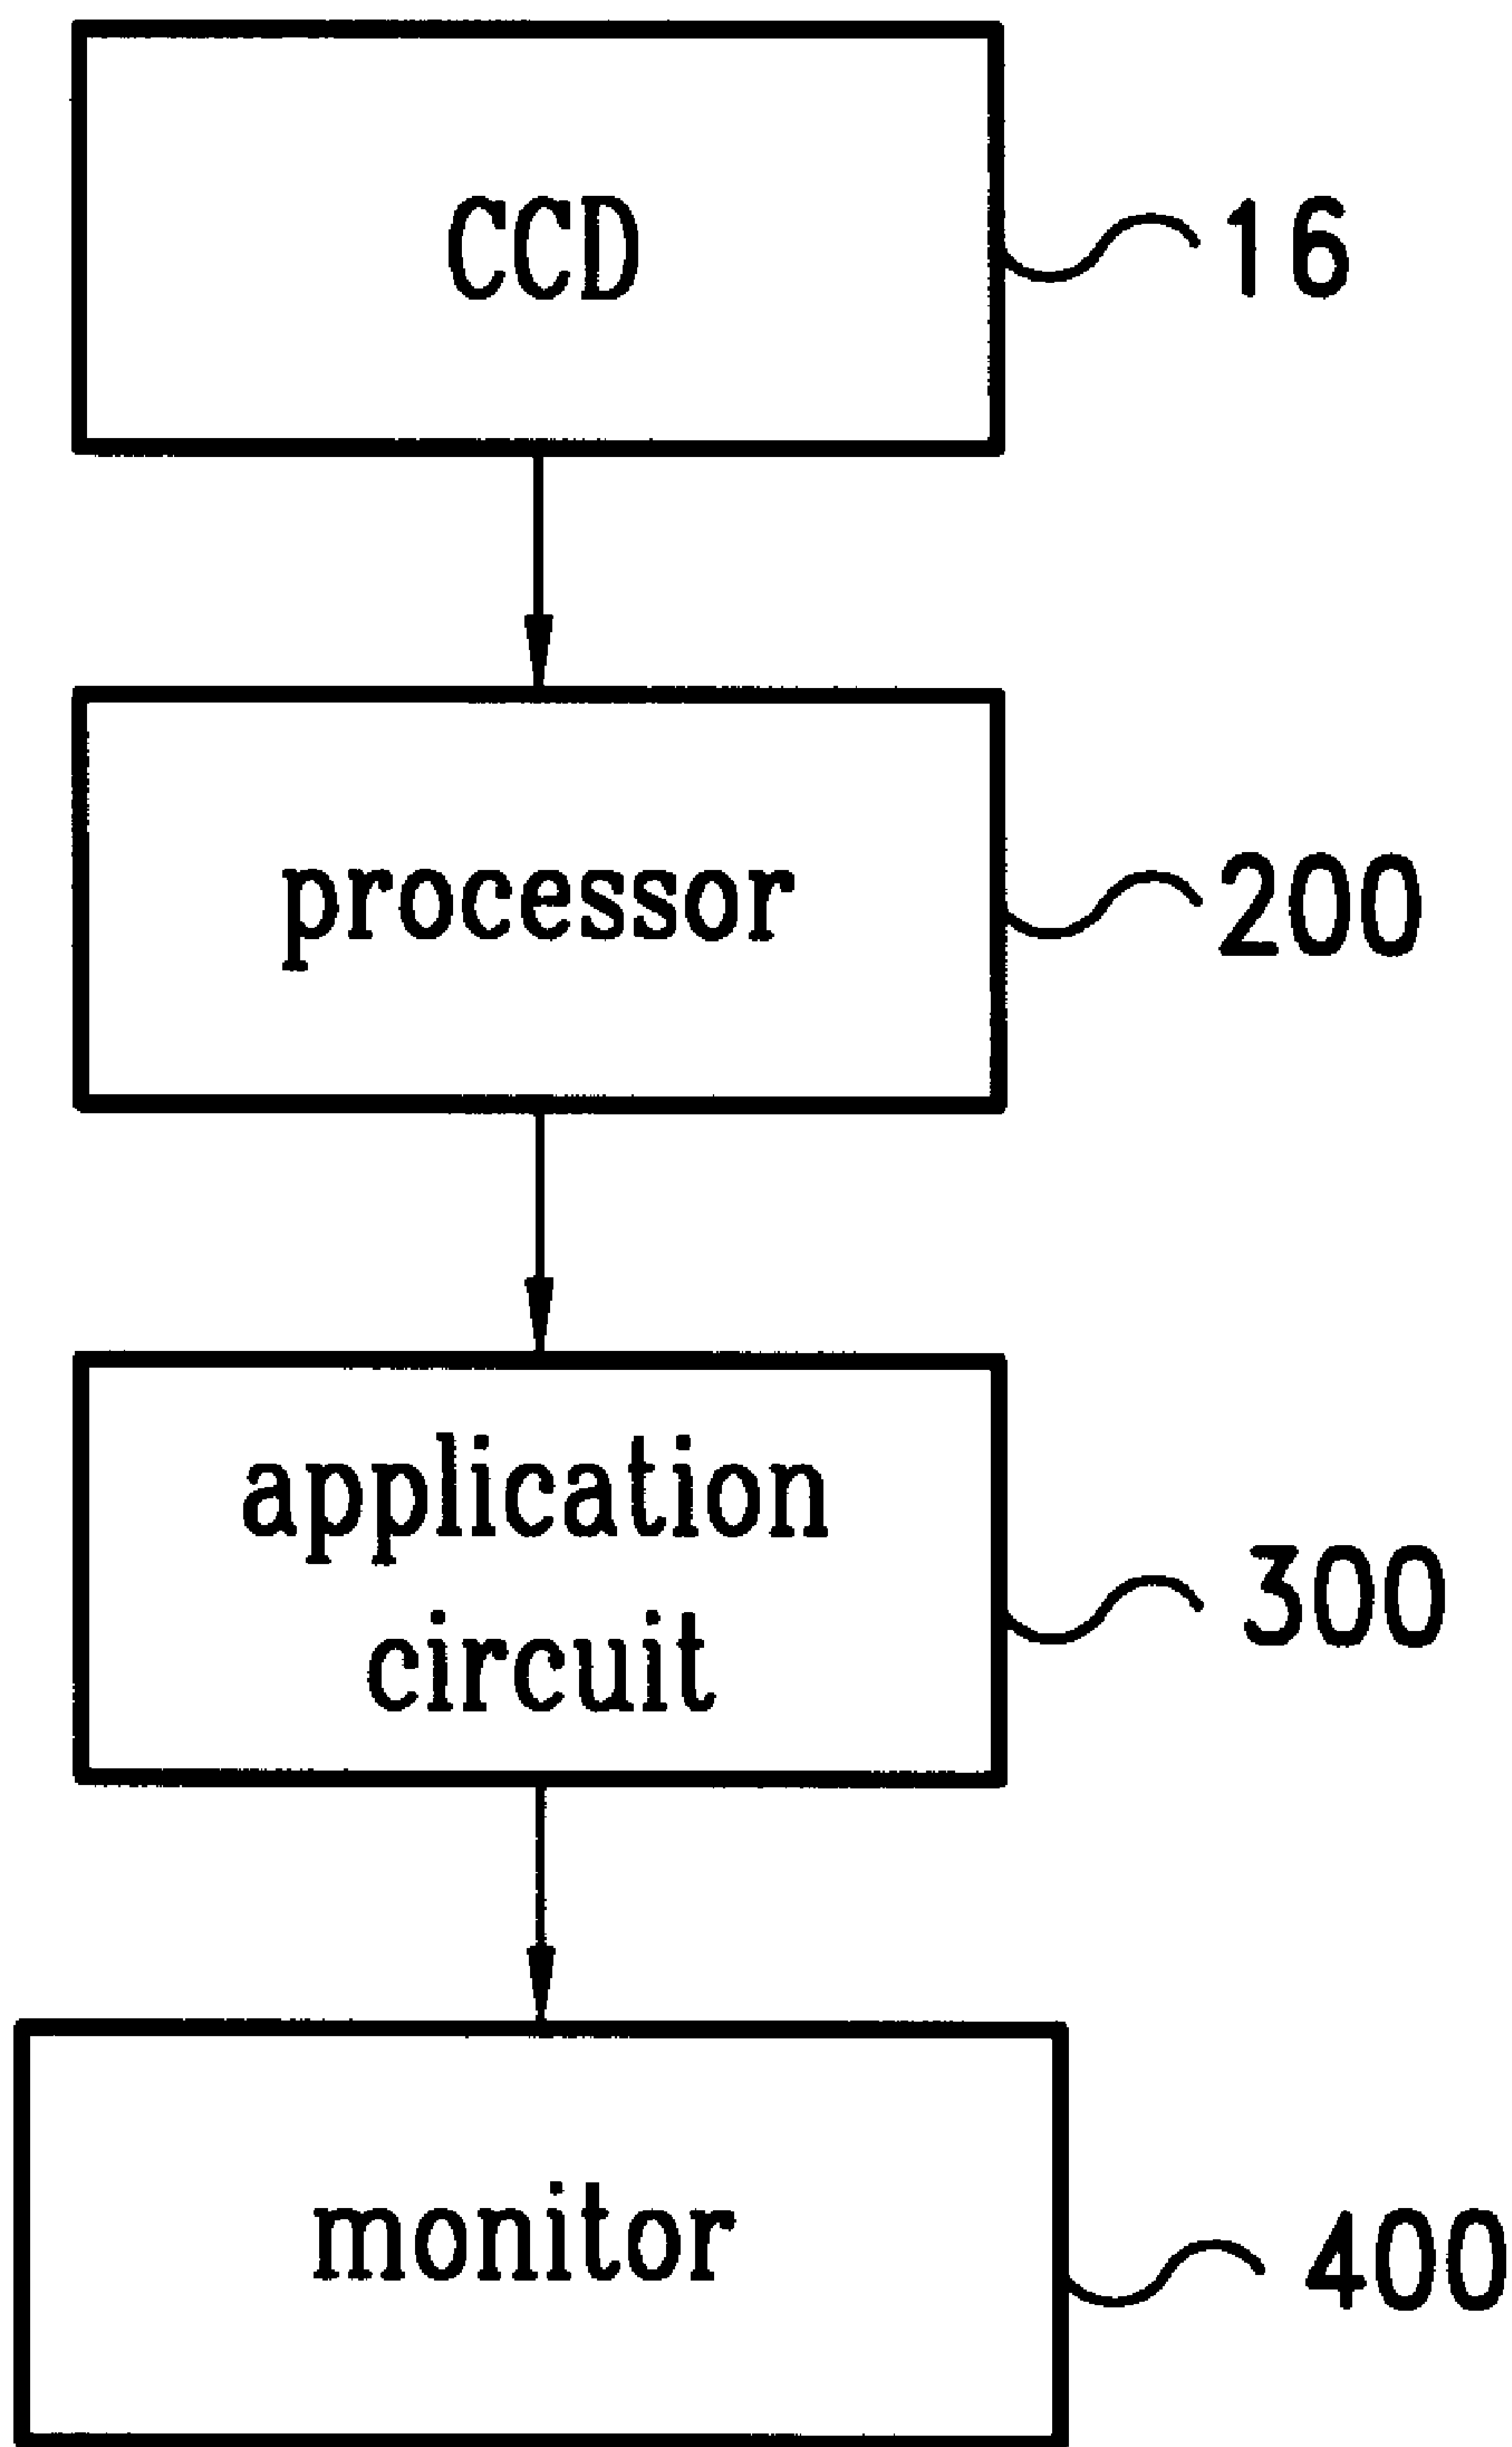 CCD
16
processor
200
application
circuit
300
monitor
400